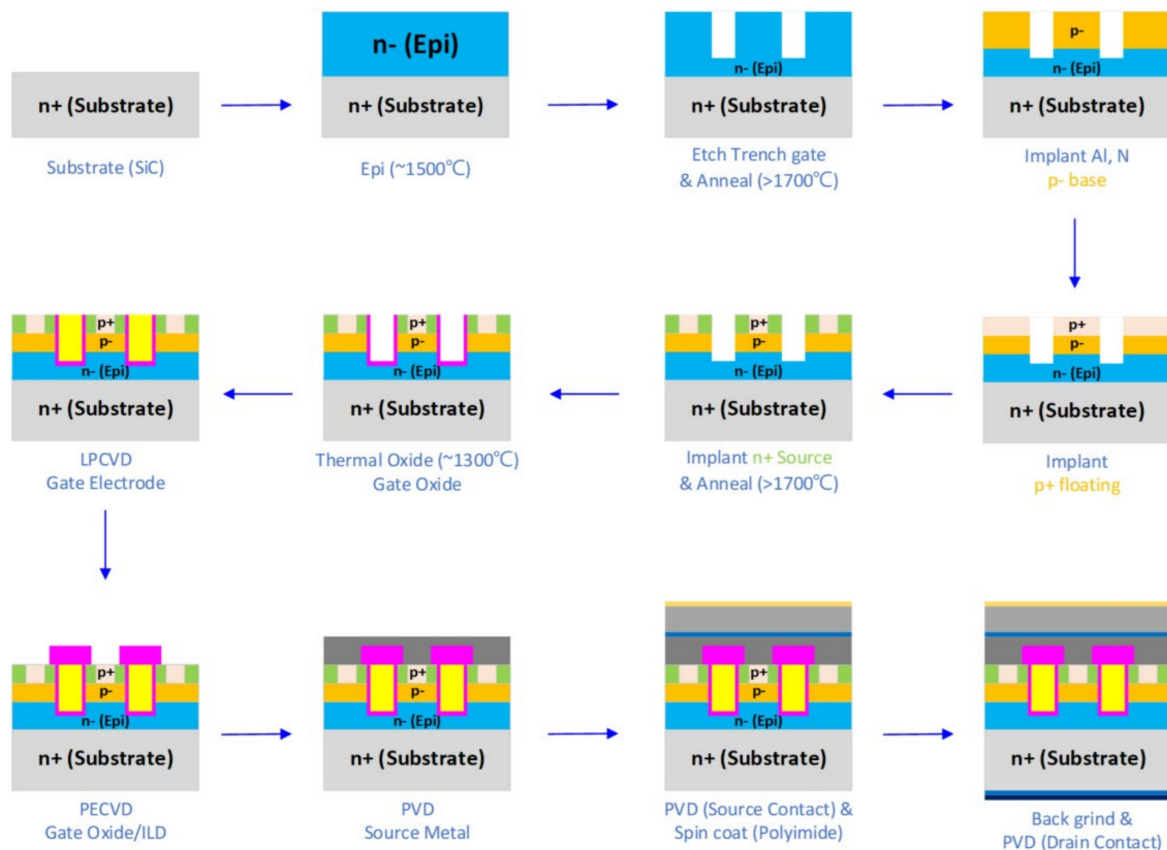 n+ (Substrate)
Substrate (SiC)
n- (Epi)
n+ (Substrate)
Epi (~1500℃)
n- (Epi)
n+ (Substrate)
Etch Trench gate
& Anneal (>1700℃)
p-
n- (Epi)
n+ (Substrate)
Implant Al, N
p- base
p+
p-
n- (Epi)
n+ (Substrate)
Implant
p+ floating
p+
p-
n- (Epi)
n+ (Substrate)
Implant n+ Source
& Anneal (>1700℃)
p+
p-
n- (Epi)
n+ (Substrate)
Thermal Oxide (~1300℃)
Gate Oxide
p+
p-
n- (Epi)
n+ (Substrate)
LPCVD
Gate Electrode
p+
p-
n- (Epi)
n+ (Substrate)
PECVD
Gate Oxide/ILD
p+
p-
n- (Epi)
n+ (Substrate)
PVD
Source Metal
p+
p-
n- (Epi)
n+ (Substrate)
PVD (Source Contact) &
Spin coat (Polyimide)
n+ (Substrate)
Back grind &
PVD (Drain Contact)